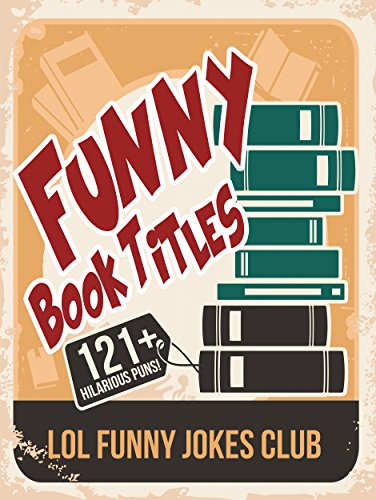 FUNNY
BOOK TITLES
121+
HILARIOUS PUNS!
LOL FUNNY JOKES CLUB